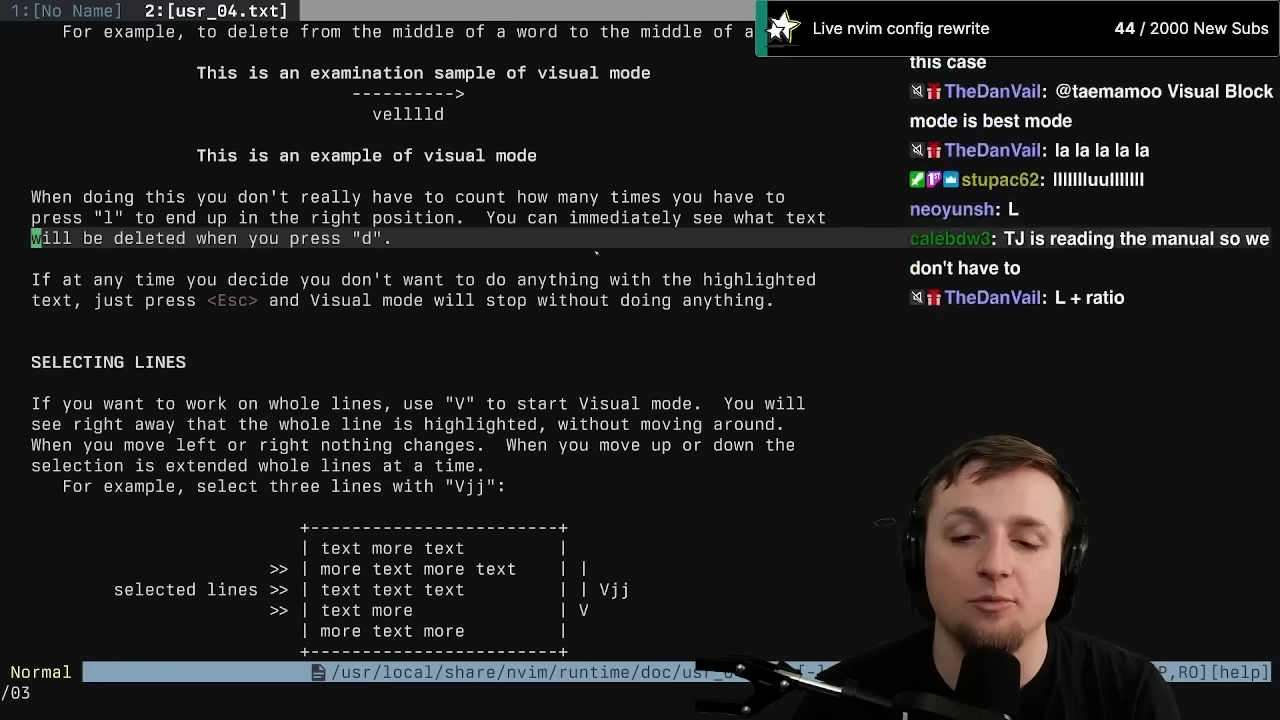 1:[No Name]  2:[usr_04.txt]
For example, to delete from the middle of a word to the middle of a
This is an examination sample of visual mode
---------->
velllld
This is an example of visual mode
When doing this you don't really have to count how many times you have to
press "l" to end up in the right position.  You can immediately see what text
will be deleted when you press "d".
If at any time you decide you don't want to do anything with the highlighted
text, just press <Esc> and Visual mode will stop without doing anything.
SELECTING LINES
If you want to work on whole lines, use "V" to start Visual mode.  You will
see right away that the whole line is highlighted, without moving around.
When you move left or right nothing changes.  When you move up or down the
selection is extended whole lines at a time.
For example, select three lines with "Vjj":
+-------------------------+
| text more text |
>> | more text more text | |
selected lines >> | text text text | | Vjj
>> | text more | V
| more text more |
+-------------------------+
Normal
/usr/local/share/nvim/runtime/doc/usr_0
[-]
P,RO][help]
/03
Live nvim config rewrite
44 / 2000 New Subs
this case
TheDanVail: @taemamoo Visual Block
mode is best mode
TheDanVail: la la la la la
stupac62: llllllluulllllll
neoyunsh: L
calebdw3: TJ is reading the manual so we
don't have to
TheDanVail: L + ratio